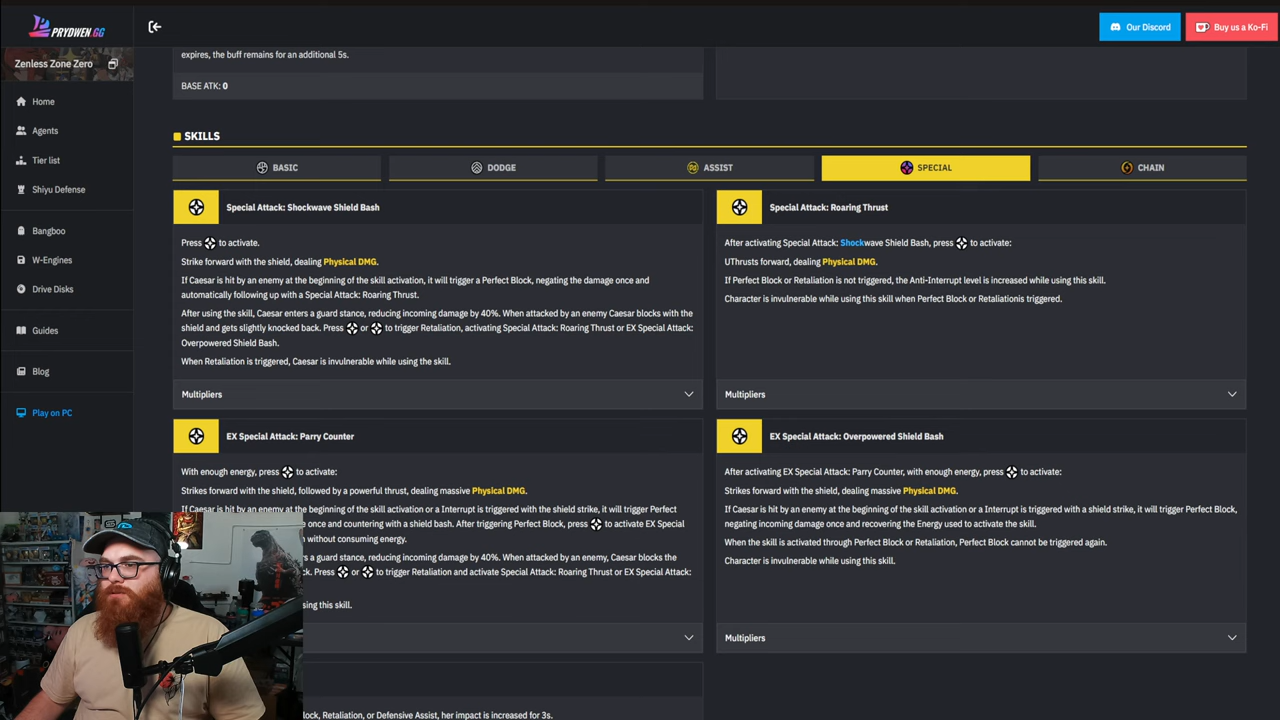 PRYDWEN.GG
Our Discord
Buy us a Ko-Fi
Zenless Zone Zero
Home
Agents
Tier list
Shiyu Defense
Bangboo
W-Engines
Drive Disks
Guides
Blog
Play on PC
expires, the buff remains for an additional 5s.
BASE ATK: 0
SKILLS
BASIC
DODGE
ASSIST
SPECIAL
CHAIN
Special Attack: Shockwave Shield Bash
Press to activate.
Strike forward with the shield, dealing Physical DMG.
If Caesar is hit by an enemy at the beginning of the skill activation, it will trigger a Perfect Block, negating the damage once and
automatically following up with a Special Attack: Roaring Thrust.
After using the skill, Caesar enters a guard stance, reducing incoming damage by 40%. When attacked by an enemy Caesar blocks with the
shield and gets slightly knocked back. Press or to trigger Retaliation, activating Special Attack: Roaring Thrust or EX Special Attack:
Overpowered Shield Bash.
When Retaliation is triggered, Caesar is invulnerable while using the skill.
Multipliers
Special Attack: Roaring Thrust
After activating Special Attack: Shockwave Shield Bash, press to activate:
UThrusts forward, dealing Physical DMG.
If Perfect Block or Retaliation is not triggered, the Anti-Interrupt level is increased while using this skill.
Character is invulnerable while using this skill when Perfect Block or Retaliationis triggered.
Multipliers
EX Special Attack: Parry Counter
With enough energy, press to activate:
Strikes forward with the shield, followed by a powerful thrust, dealing massive Physical DMG.
If Caesar is hit by an enemy at the beginning of the skill activation or a Interrupt is triggered with the shield strike, it will trigger Perfect
once and countering with a shield bash. After triggering Perfect Block, press to activate EX Special
without consuming energy.
a guard stance, reducing incoming damage by 40%. When attacked by an enemy, Caesar blocks the
Press or to trigger Retaliation and activate Special Attack: Roaring Thrust or EX Special Attack:
using this skill.
EX Special Attack: Overpowered Shield Bash
After activating EX Special Attack: Parry Counter, with enough energy, press to activate:
Strikes forward with the shield, dealing massive Physical DMG.
If Caesar is hit by an enemy at the beginning of the skill activation or a Interrupt is triggered with a shield strike, it will trigger Perfect Block,
negating incoming damage once and recovering the Energy used to activate the skill.
When the skill is activated through Perfect Block or Retaliation, Perfect Block cannot be triggered again.
Character is invulnerable while using this skill.
Multipliers
Block, Retaliation, or Defensive Assist, her impact is increased for 3s.